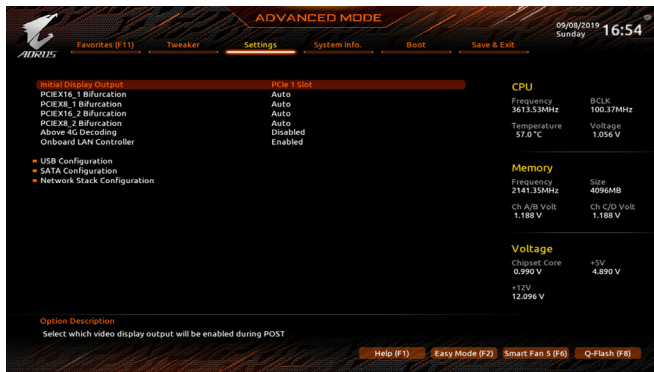 ADVANCED MODE
09/08/2019
Sunday
16:54
AORUS
Favorites (F11) Tweaker Settings System Info. Boot Save & Exit
Initial Display Output PCIe 1 Slot
PCIEX16_1 Bifurcation Auto
PCIEX8_1 Bifurcation Auto
PCIEX16_2 Bifurcation Auto
PCIEX8_2 Bifurcation Auto
Above 4G Decoding Disabled
Onboard LAN Controller Enabled
USB Configuration
SATA Configuration
Network Stack Configuration
CPU
Frequency BCLK
3613.53MHz 100.37MHz
Temperature Voltage
57.0 °C 1.056 V
Memory
Frequency Size
2141.35MHz 4096MB
Ch A/B Volt Ch C/D Volt
1.188 V 1.188 V
Voltage
Chipset Core +5V
0.990 V 4.890 V
+12V
12.096 V
Option Description
Select which video display output will be enabled during POST
Help (F1) Easy Mode (F2) Smart Fan 5 (F6) Q-Flash (F8)